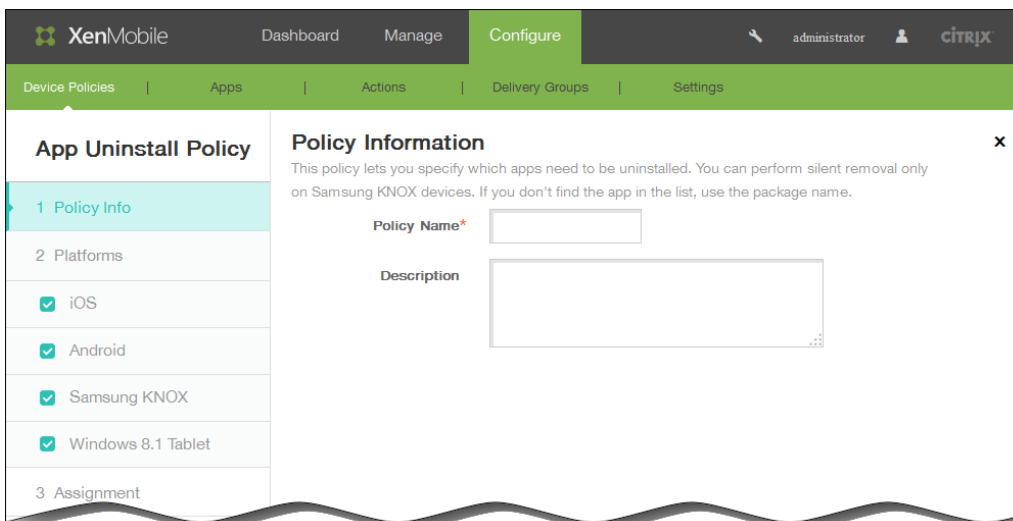 XenMobile Dashboard Manage Configure administrator CİTRIX
Device Policies | Apps | Actions | Delivery Groups | Settings
App Uninstall Policy
1 Policy Info
2 Platforms
iOS
Android
Samsung KNOX
Windows 8.1 Tablet
3 Assignment
Policy Information x
This policy lets you specify which apps need to be uninstalled. You can perform silent removal only
on Samsung KNOX devices. If you don't find the app in the list, use the package name.
Policy Name*
Description